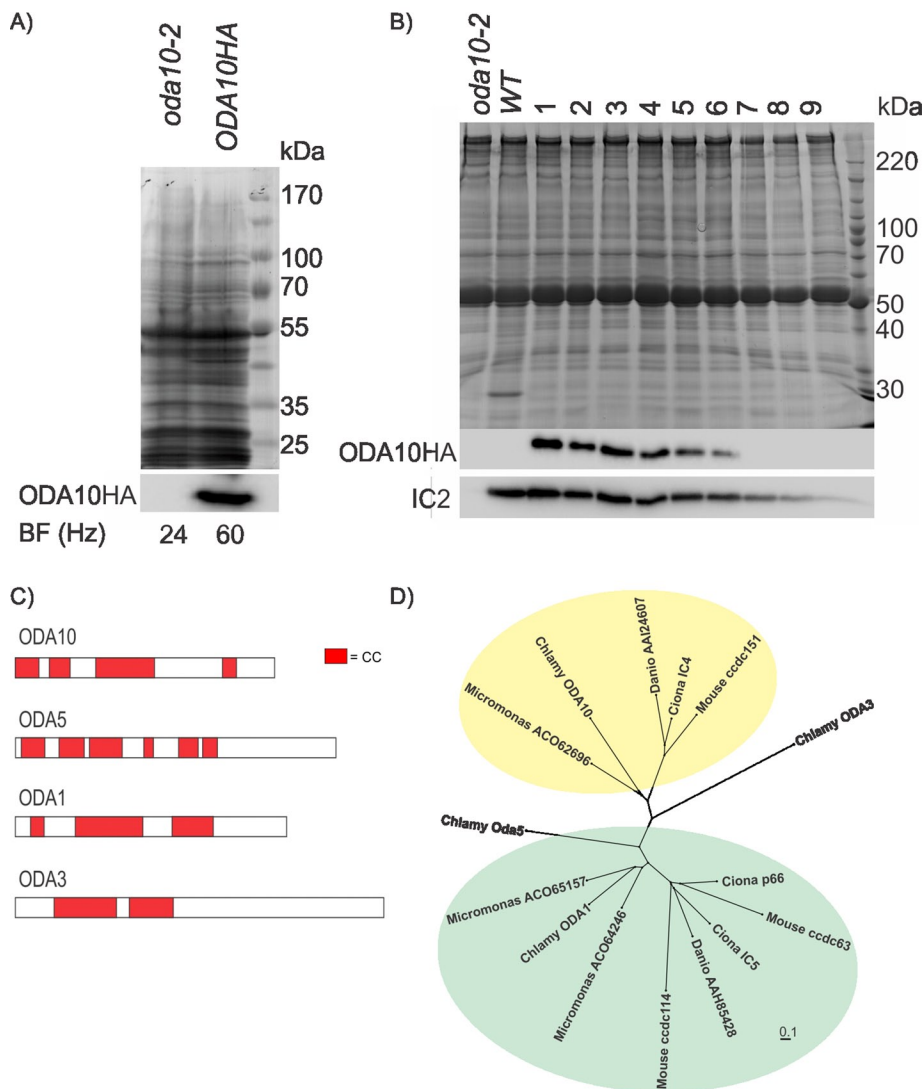 A)
oda10-2
ODA10HA
kDa
170
100
70
55
35
25
ODA10HA
BF (Hz) 24 60
B)
oda10-2
WT
1 2 3 4 5 6 7 8 9
kDa
220
100
70
50
40
30
ODA10HA
IC2
C)
ODA10
= CC
ODA5
ODA1
ODA3
D)
Danio AAI24607
Ciona IC4
Mouse ccdc151
Chlamy ODA10
Micromonas ACO62696
Chlamy ODA3
Chlamy Oda5
Micromonas ACO65157
Chlamy ODA1
Micromonas ACO64246
Ciona p66
Mouse ccdc63
Ciona IC5
Danio AAH85428
Mouse ccdc114
0.1